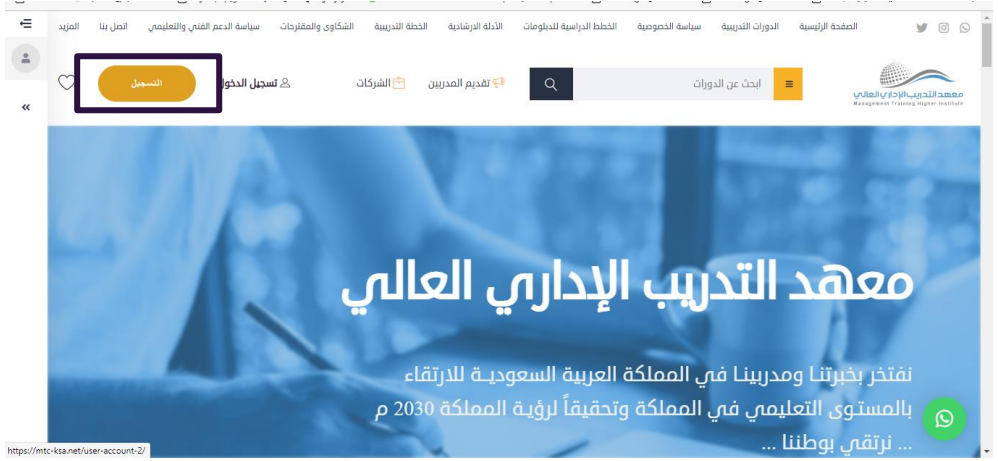 الصفحة الرئيسية الدورات التدريبية سياسة الخصوصية الخطط الدراسية للدبلومات الأدلة الارشادية الخطة التدريبية الشكاوى والمقترحات سياسة الدعم الفني والتعليمي اتصل بنا المزيد
معهد التدريب الإداري العالي
Management Training Higher Institute
ابحث عن الدورات
تقديم المدربين
الشركات
تسجيل الدخول
التسجيل
معهد التدريب الإداري العالي
نفتخر بخبرتنا ومدربينا في المملكة العربية السعودية للارتقاء
بالمستوى التعليمي في المملكة وتحقيقاً لرؤية المملكة 2030 م
... نرتقي بوطننا ...
https://mtc-ksa.net/user-account-2/